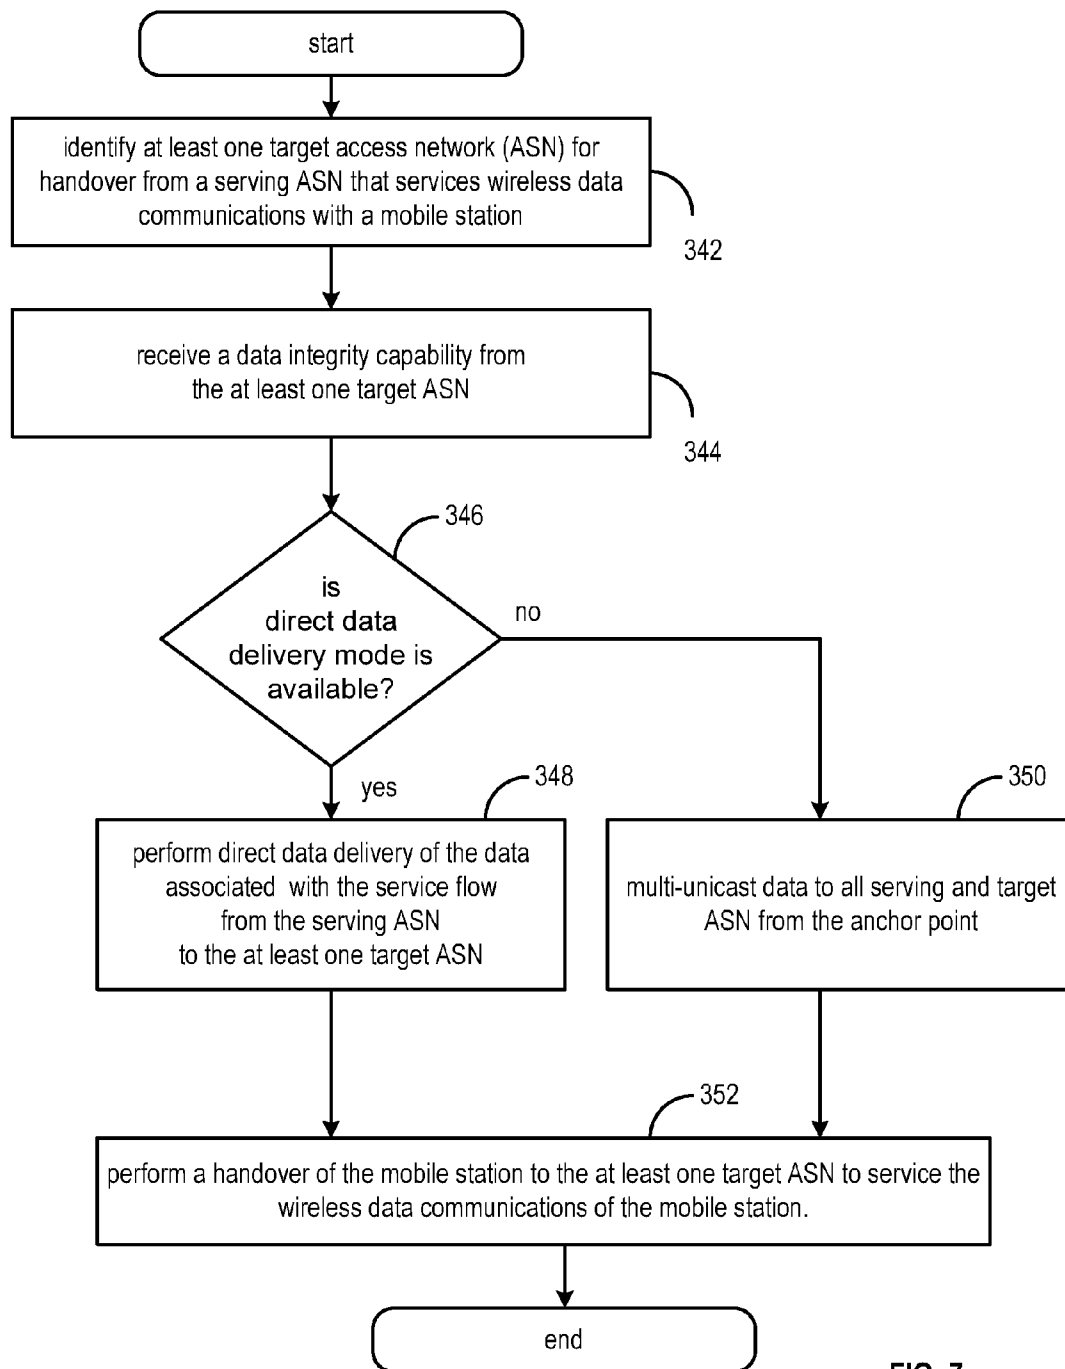 start
identify at least one target access network (ASN) for
handover from a serving ASN that services wireless data
communications with a mobile station
342
receive a data integrity capability from
the at least one target ASN
344
346
is
direct data
delivery mode is
available?
no
yes
348
350
perform direct data delivery of the data
associated with the service flow
from the serving ASN
to the at least one target ASN
multi-unicast data to all serving and target
ASN from the anchor point
352
perform a handover of the mobile station to the at least one target ASN to service the
wireless data communications of the mobile station.
end